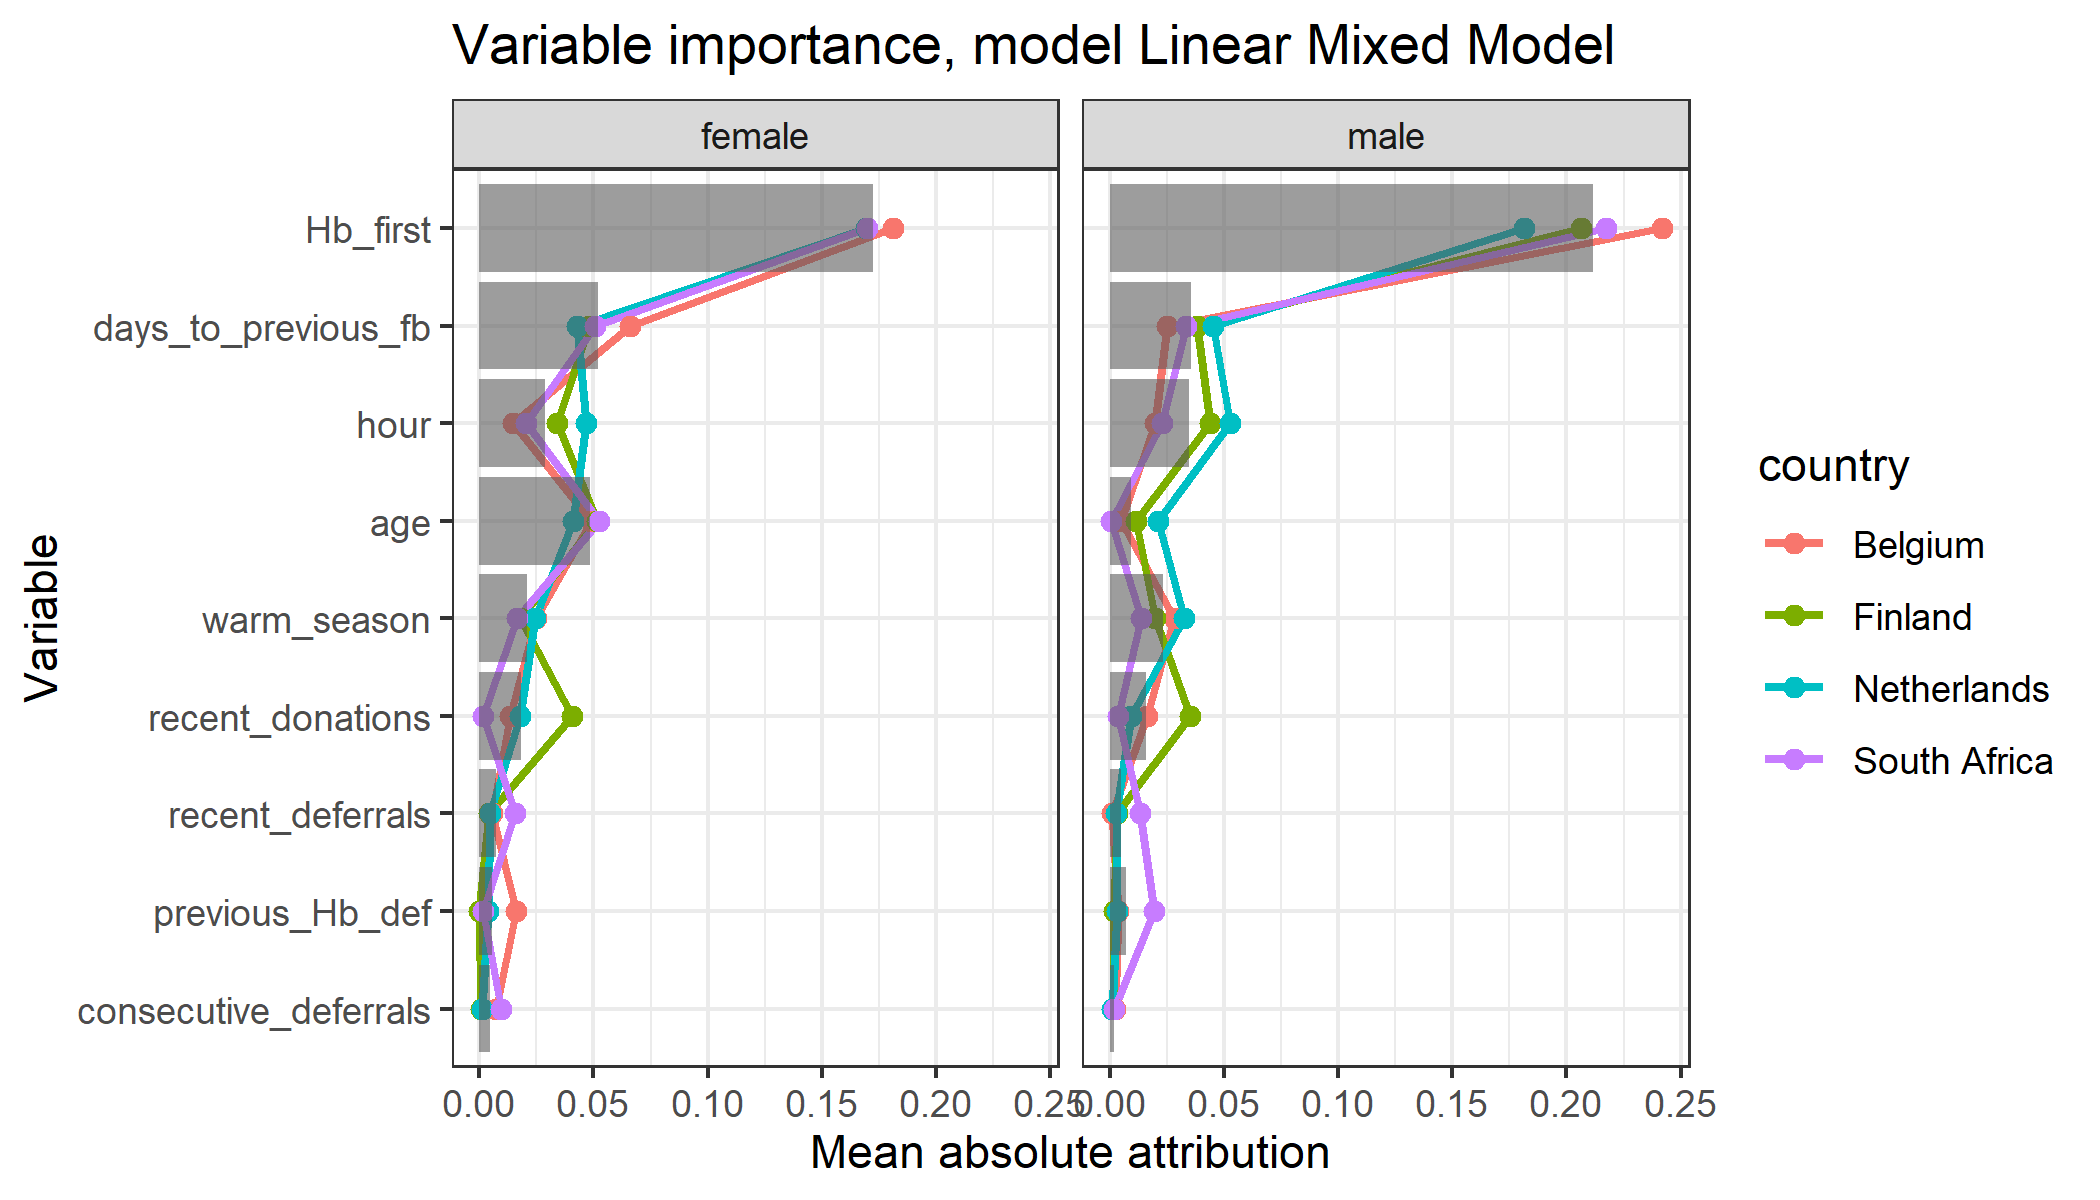 Variable importance, model Linear Mixed Model
female
male
Variable
Hb_first
days_to_previous_fb
hour
age
warm_season
recent_donations
recent_deferrals
previous_Hb_def
consecutive_deferrals
0.00 0.05 0.10 0.15 0.20 0.25
0.00 0.05 0.10 0.15 0.20 0.25
Mean absolute attribution
country
Belgium
Finland
Netherlands
South Africa